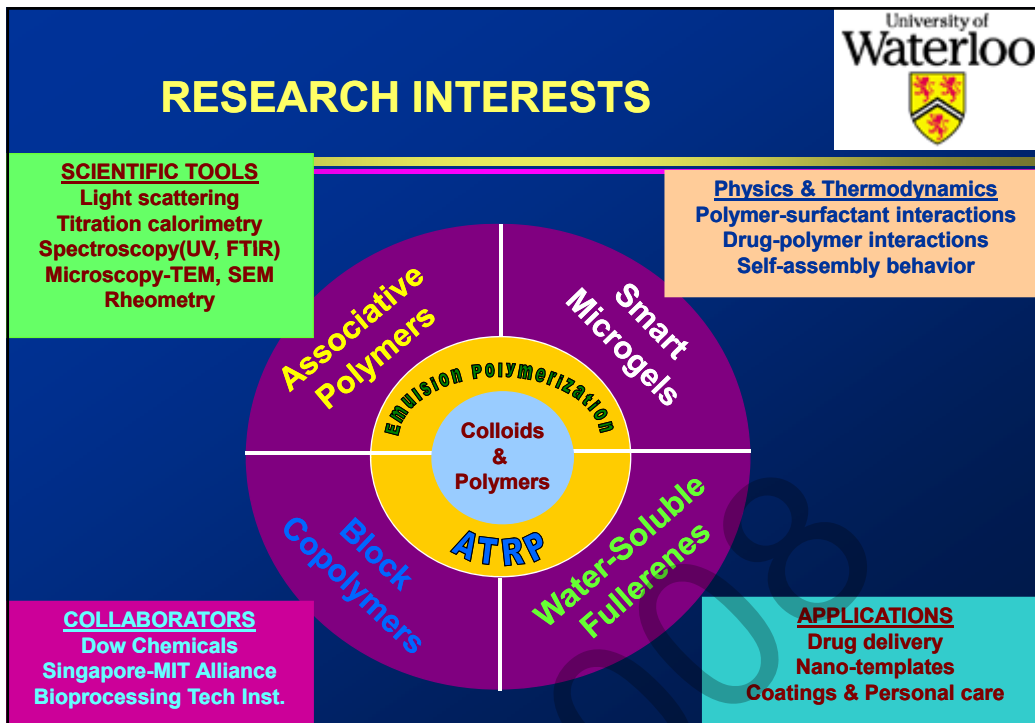 University of
Waterloo
RESEARCH INTERESTS
SCIENTIFIC TOOLS
Light scattering
Titration calorimetry
Spectroscopy(UV, FTIR)
Microscopy-TEM, SEM
Rheometry
Physics & Thermodynamics
Polymer-surfactant interactions
Drug-polymer interactions
Self-assembly behavior
Associative
Polymers
Smart
Microgels
Emulsion Polymerization
Colloids
&
Polymers
ATRP
Block
Copolymers
Water-Soluble
Fullerenes
COLLABORATORS
Dow Chemicals
Singapore-MIT Alliance
Bioprocessing Tech Inst.
APPLICATIONS
Drug delivery
Nano-templates
Coatings & Personal care